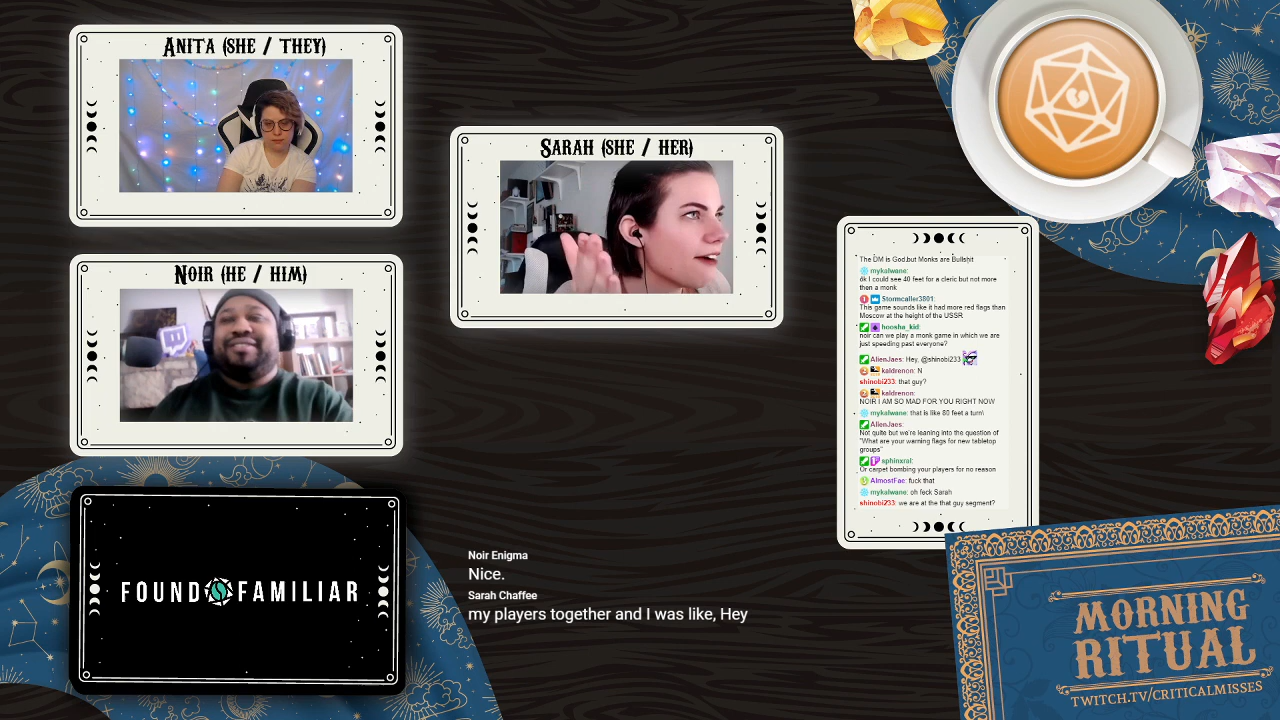 Anita (she / they)
Sarah (she / her)
Noir (he / him)
FOUND FAMILIAR
Noir Enigma
Nice.
Sarah Chaffee
my players together and I was like, Hey
The DM is God.but Monks are Bullshit
mykalwane:
ok I could see 40 feet for a cleric but not more
then a monk
Stormcaller3801:
This game sounds like it had more red flags than
Moscow at the height of the USSR
hoosha_kid:
noir can we play a monk game in which we are
just speeding past everyone?
AlienJaes: Hey, @shinobi233
kaldrenon: N
shinobi233: that guy?
kaldrenon:
NOIR I AM SO MAD FOR YOU RIGHT NOW
mykalwane: that is like 80 feet a turn\
AlienJaes:
Not quite but we're leaning into the question of
"What are your warning flags for new tabletop
groups"
sphinxral:
Or carpet bombing your players for no reason
AlmostFae: fuck that
mykalwane: oh feck Sarah
shinobi233: we are at the that guy segment?
MORNING
RITUAL
TWITCH.TV/CRITICALMISSES